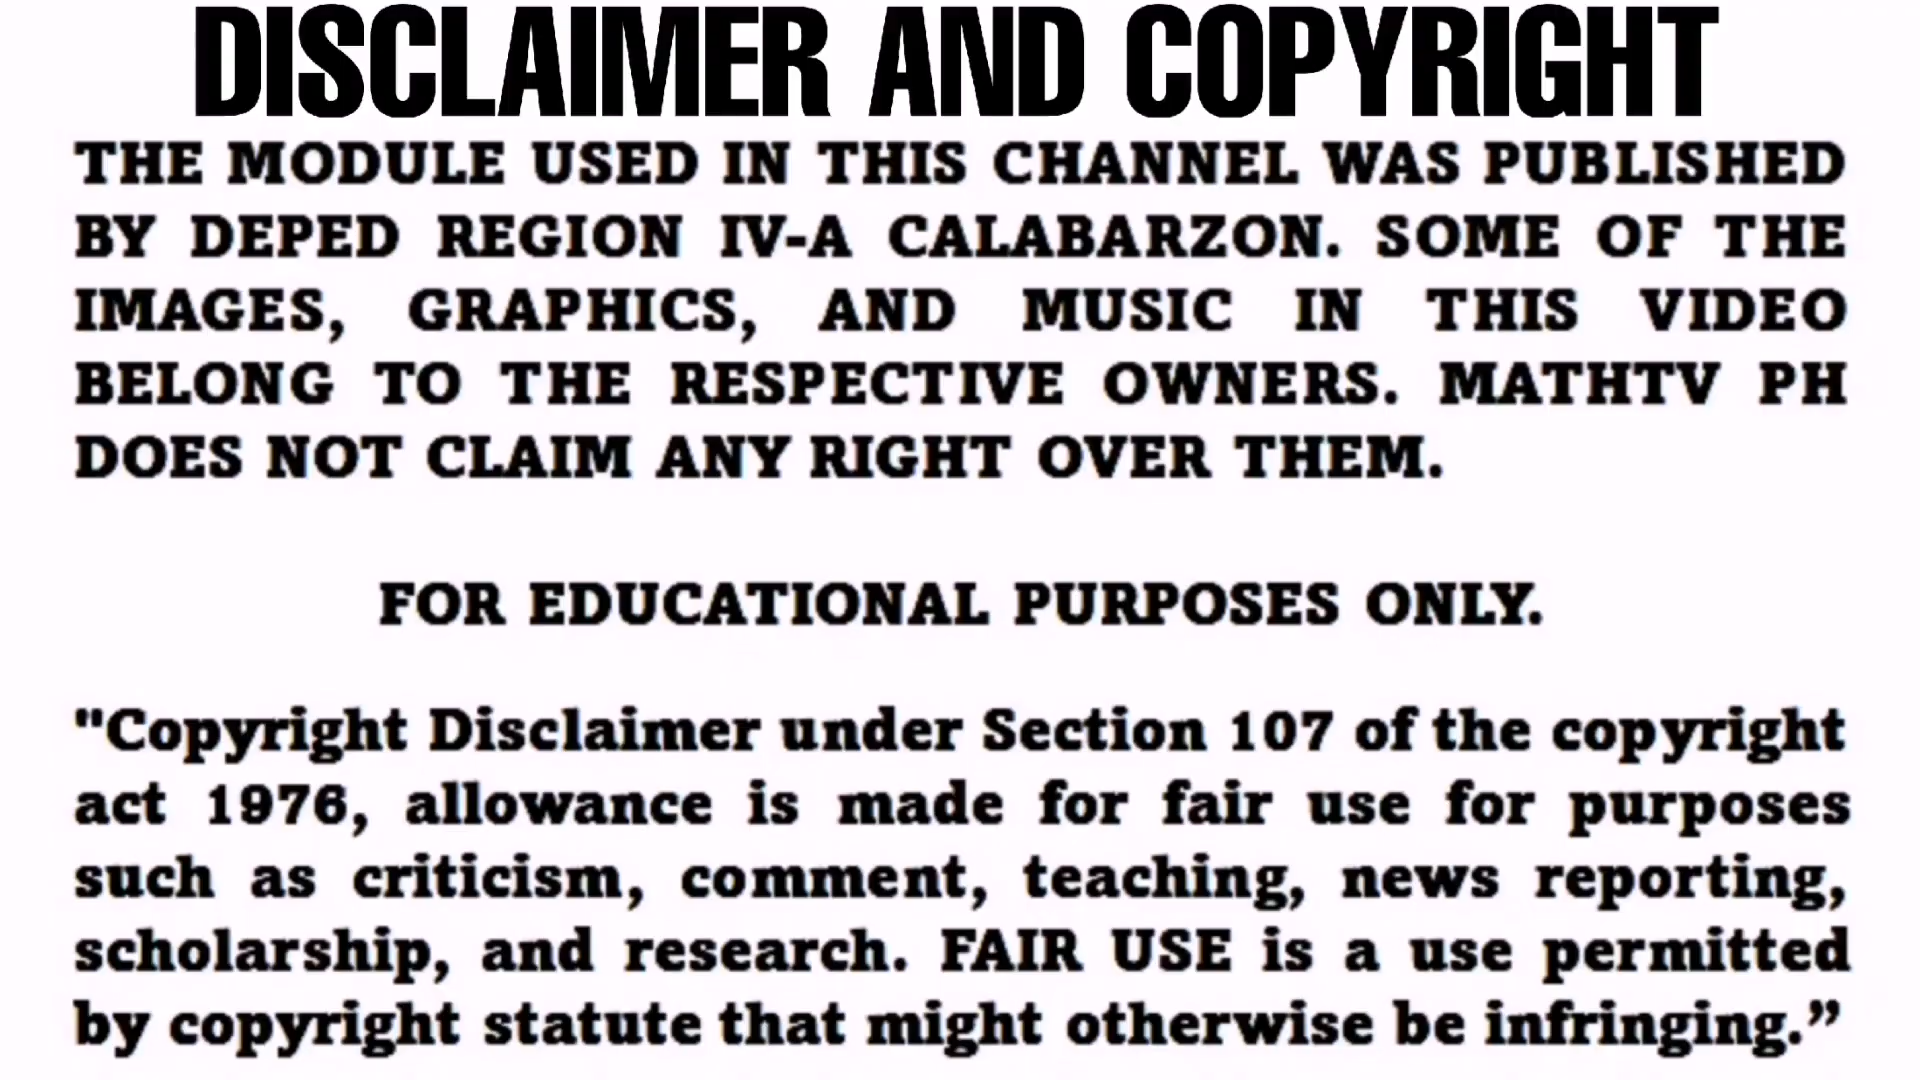 DISCLAIMER AND COPYRIGHT
THE MODULE USED IN THIS CHANNEL WAS PUBLISHED
BY DEPED REGION IV-A CALABARZON. SOME OF THE
IMAGES, GRAPHICS, AND MUSIC IN THIS VIDEO
BELONG TO THE RESPECTIVE OWNERS. MATHTV PH
DOES NOT CLAIM ANY RIGHT OVER THEM.
FOR EDUCATIONAL PURPOSES ONLY.
"Copyright Disclaimer under Section 107 of the copyright
act 1976, allowance is made for fair use for purposes
such as criticism, comment, teaching, news reporting,
scholarship, and research. FAIR USE is a use permitted
by copyright statute that might otherwise be infringing.”